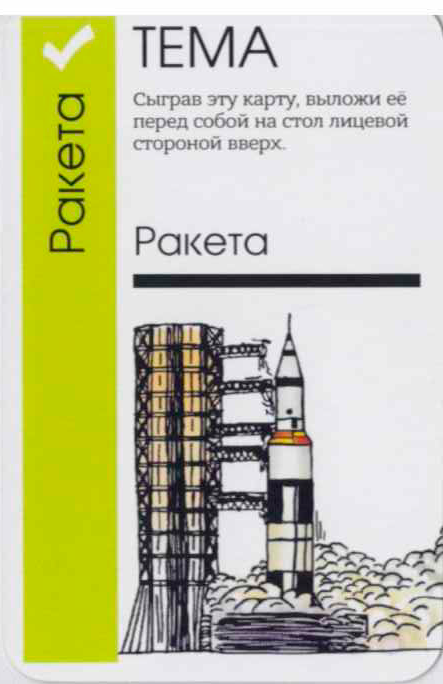 Ракета
ТЕМА
Сыграв эту карту, выложи её
перед собой на стол лицевой
стороной вверх.
Ракета